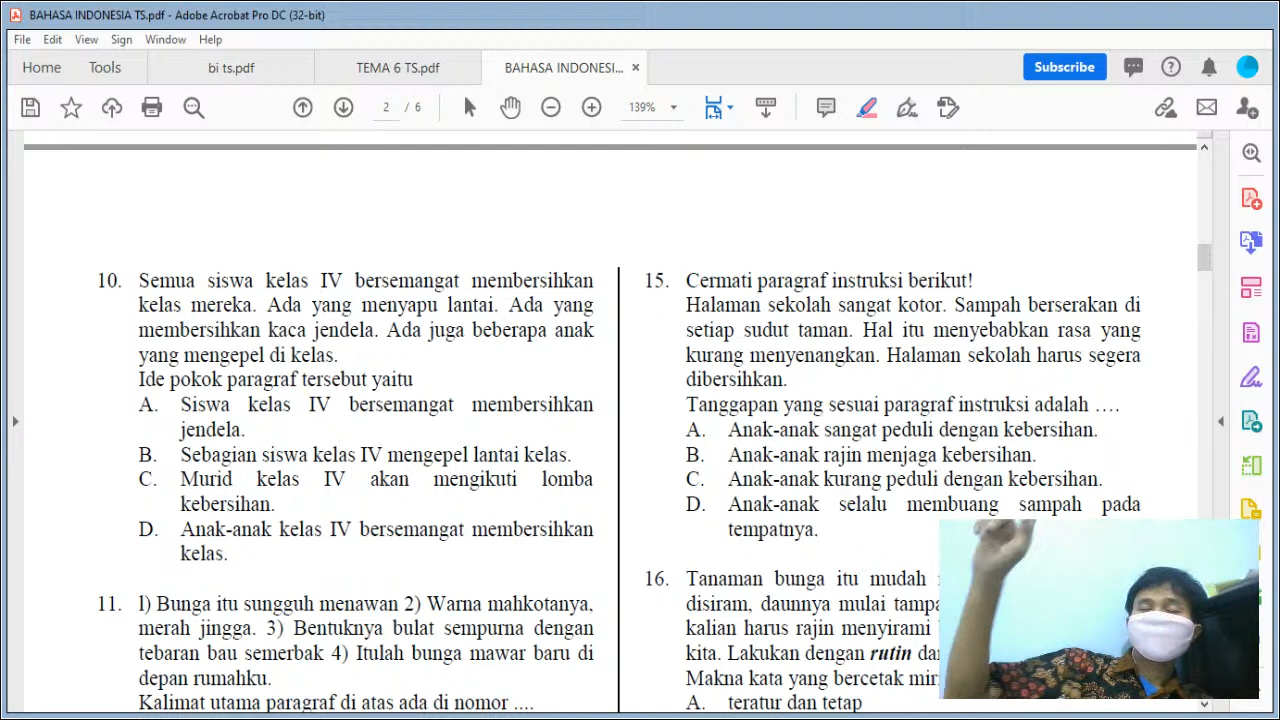 BAHASA INDONESIA TS.pdf - Adobe Acrobat Pro DC (32-bit)
File Edit View Sign Window Help
Home Tools bi ts.pdf TEMA 6 TS.pdf BAHASA INDONESI... × Subscribe
2 / 6 139%
10. Semua siswa kelas IV bersemangat membersihkan
kelas mereka. Ada yang menyapu lantai. Ada yang
membersihkan kaca jendela. Ada juga beberapa anak
yang mengepel di kelas.
Ide pokok paragraf tersebut yaitu
A. Siswa kelas IV bersemangat membersihkan
jendela.
B. Sebagian siswa kelas IV mengepel lantai kelas.
C. Murid kelas IV akan mengikuti lomba
kebersihan.
D. Anak-anak kelas IV bersemangat membersihkan
kelas.
11. l) Bunga itu sungguh menawan 2) Warna mahkotanya,
merah jingga. 3) Bentuknya bulat sempurna dengan
tebaran bau semerbak 4) Itulah bunga mawar baru di
depan rumahku.
Kalimat utama paragraf di atas ada di nomor ....
15. Cermati paragraf instruksi berikut!
Halaman sekolah sangat kotor. Sampah berserakan di
setiap sudut taman. Hal itu menyebabkan rasa yang
kurang menyenangkan. Halaman sekolah harus segera
dibersihkan.
Tanggapan yang sesuai paragraf instruksi adalah ….
A. Anak-anak sangat peduli dengan kebersihan.
B. Anak-anak rajin menjaga kebersihan.
C. Anak-anak kurang peduli dengan kebersihan.
D. Anak-anak selalu membuang sampah pada
tempatnya.
16. Tanaman bunga itu mudah
disiram, daunnya mulai
kalian harus rajin menyirami
kita. Lakukan dengan rutin
Makna kata yang bercetak
A. teratur dan tetap